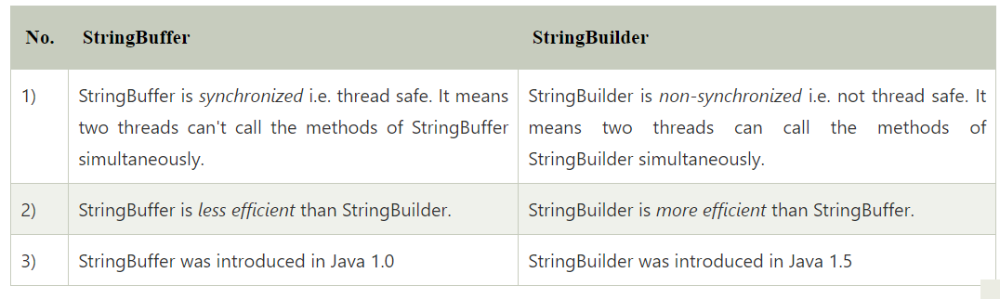 No. StringBuffer StringBuilder
1) StringBuffer is synchronized i.e. thread safe. It means
two threads can't call the methods of StringBuffer
simultaneously.
StringBuilder is non-synchronized i.e. not thread safe. It
means two threads can call the methods of
StringBuilder simultaneously.
2) StringBuffer is less efficient than StringBuilder. StringBuilder is more efficient than StringBuffer.
3) StringBuffer was introduced in Java 1.0 StringBuilder was introduced in Java 1.5